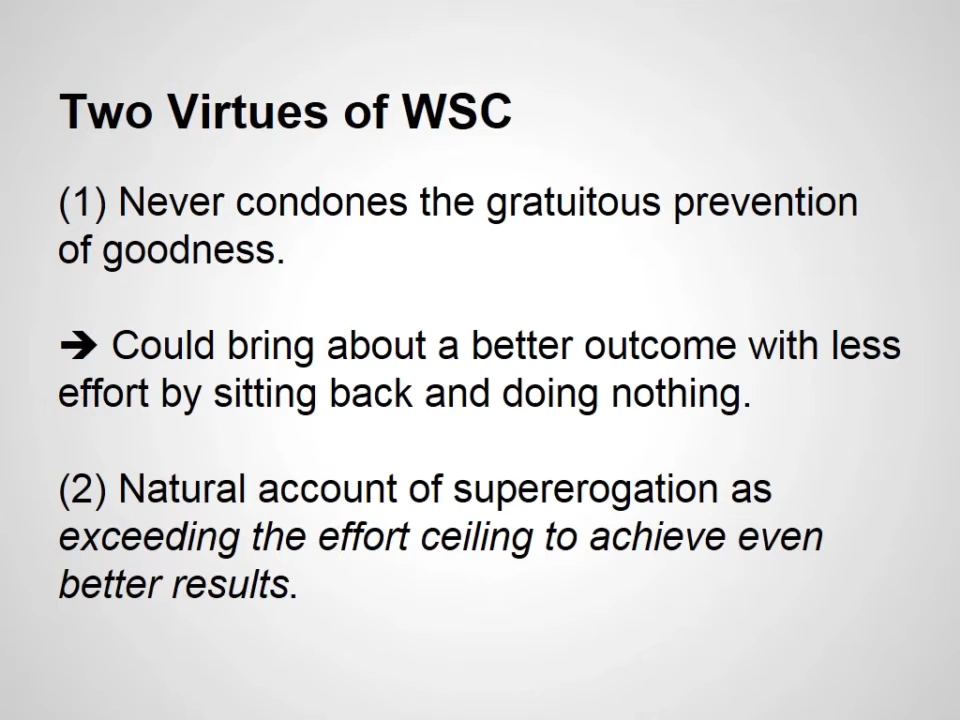 Two Virtues of WSC
(1) Never condones the gratuitous prevention
of goodness.
➔ Could bring about a better outcome with less
effort by sitting back and doing nothing.
(2) Natural account of supererogation as
exceeding the effort ceiling to achieve even
better results.